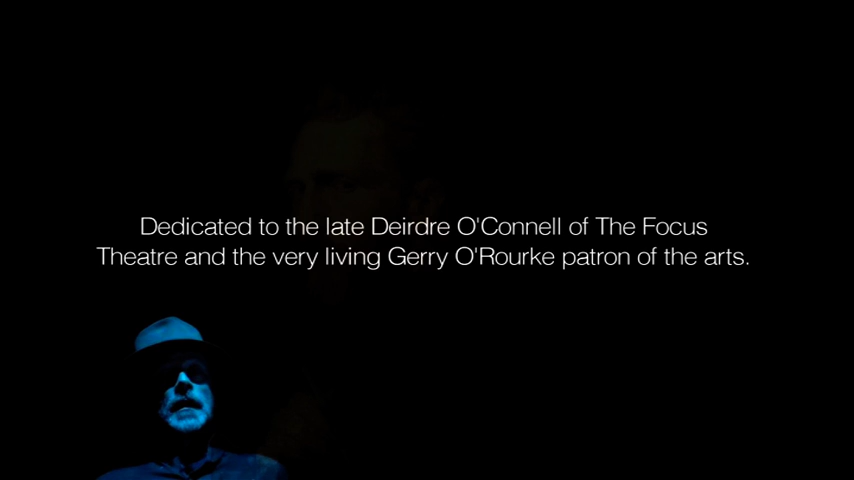 Dedicated to the late Deirdre O'Connell of The Focus
Theatre and the very living Gerry O'Rourke patron of the arts.